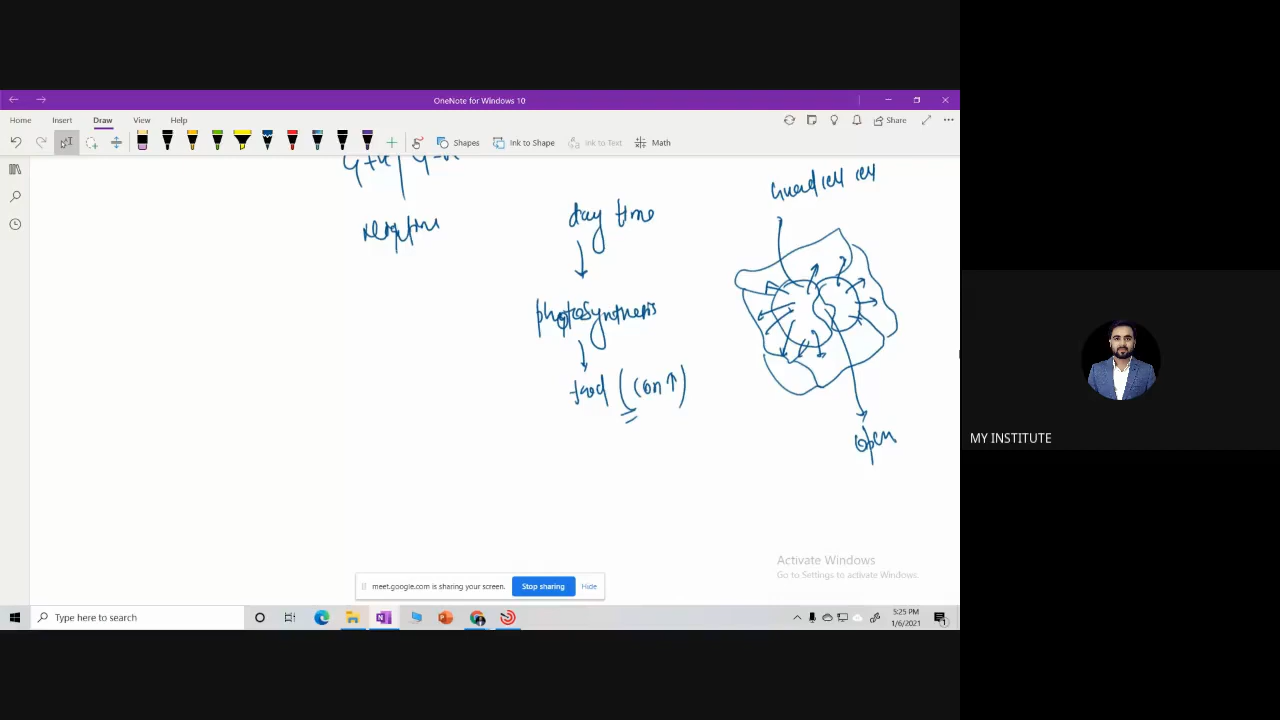 OneNote for Windows 10
Home Insert Draw View Help
Share
Shapes Ink to Shape Ink to Text Math
Guard cell cell
day time
photosynthesis
food (con ↑)
open
MY INSTITUTE
Activate Windows
Go to Settings to activate Windows.
meet.google.com is sharing your screen. Stop sharing Hide
Type here to search
5:25 PM
1/6/2021